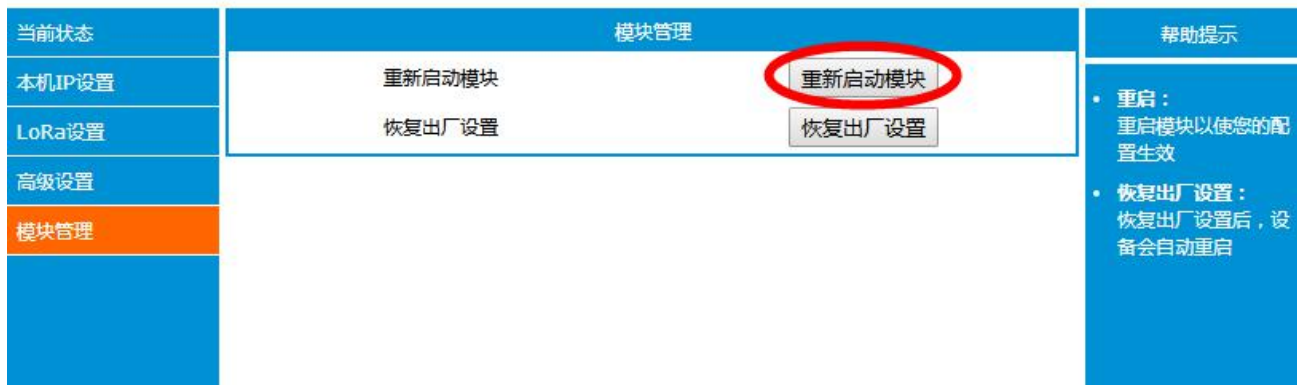 当前状态
本机IP设置
LoRa设置
高级设置
模块管理
模块管理
重新启动模块 重新启动模块
恢复出厂设置 恢复出厂设置
帮助提示
• 重启：
重启模块以使您的配
置生效
• 恢复出厂设置：
恢复出厂设置后，设
备会自动重启